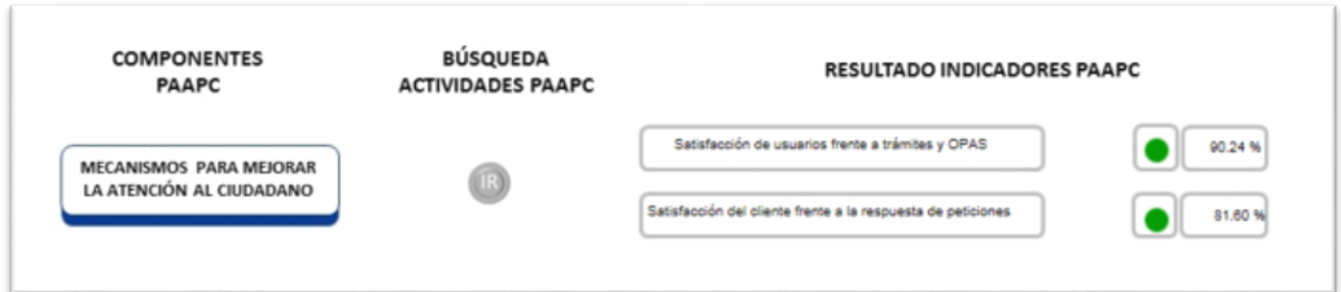 COMPONENTES
PAAPC
BÚSQUEDA
ACTIVIDADES PAAPC
RESULTADO INDICADORES PAAPC
MECANISMOS PARA MEJORAR
LA ATENCIÓN AL CIUDADANO
IR
Satisfacción de usuarios frente a trámites y OPAS
90.24 %
Satisfacción del cliente frente a la respuesta de peticiones
81.60 %